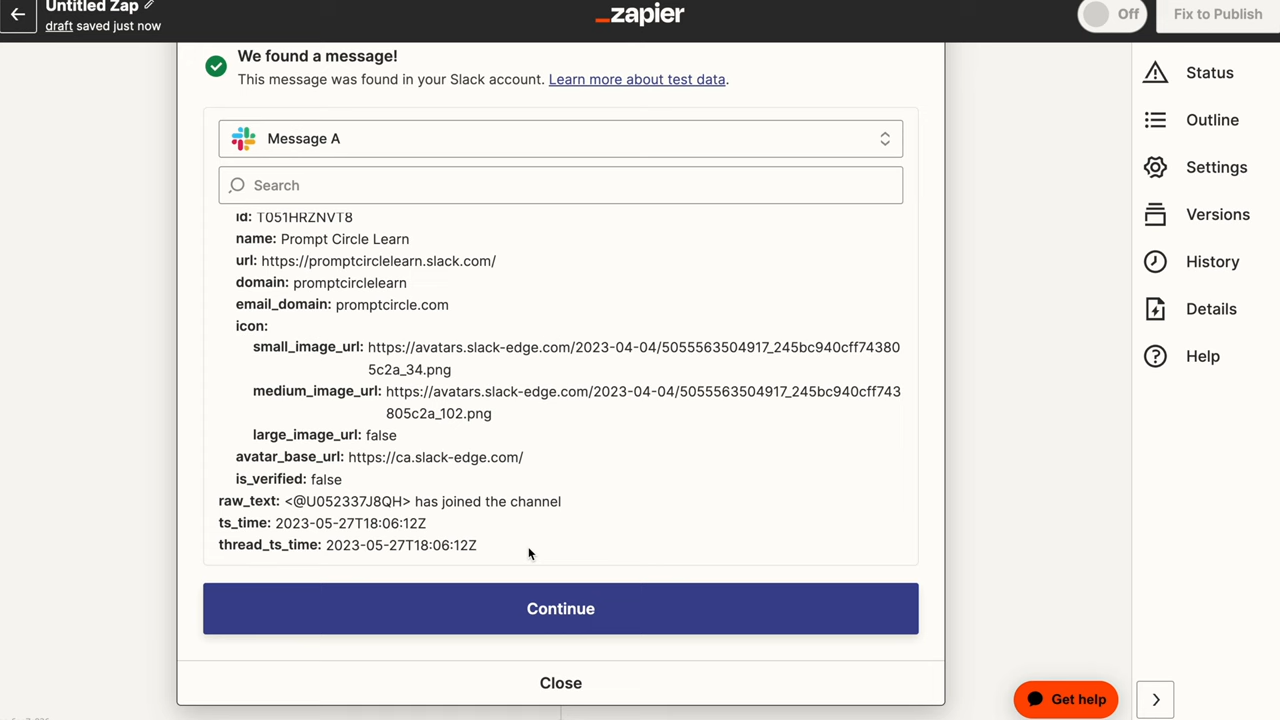 Untitled Zap
draft saved just now
_zapier
Off
Fix to Publish
We found a message!
This message was found in your Slack account. Learn more about test data.
Message A
Search
id: T051HRZNVT8
name: Prompt Circle Learn
url: https://promptcirclelearn.slack.com/
domain: promptcirclelearn
email_domain: promptcircle.com
icon:
small_image_url: https://avatars.slack-edge.com/2023-04-04/5055563504917_245bc940cff74380
5c2a_34.png
medium_image_url: https://avatars.slack-edge.com/2023-04-04/5055563504917_245bc940cff743
805c2a_102.png
large_image_url: false
avatar_base_url: https://ca.slack-edge.com/
is_verified: false
raw_text: <@U052337J8QH> has joined the channel
ts_time: 2023-05-27T18:06:12Z
thread_ts_time: 2023-05-27T18:06:12Z
Continue
Close
Status
Outline
Settings
Versions
History
Details
Help
Get help